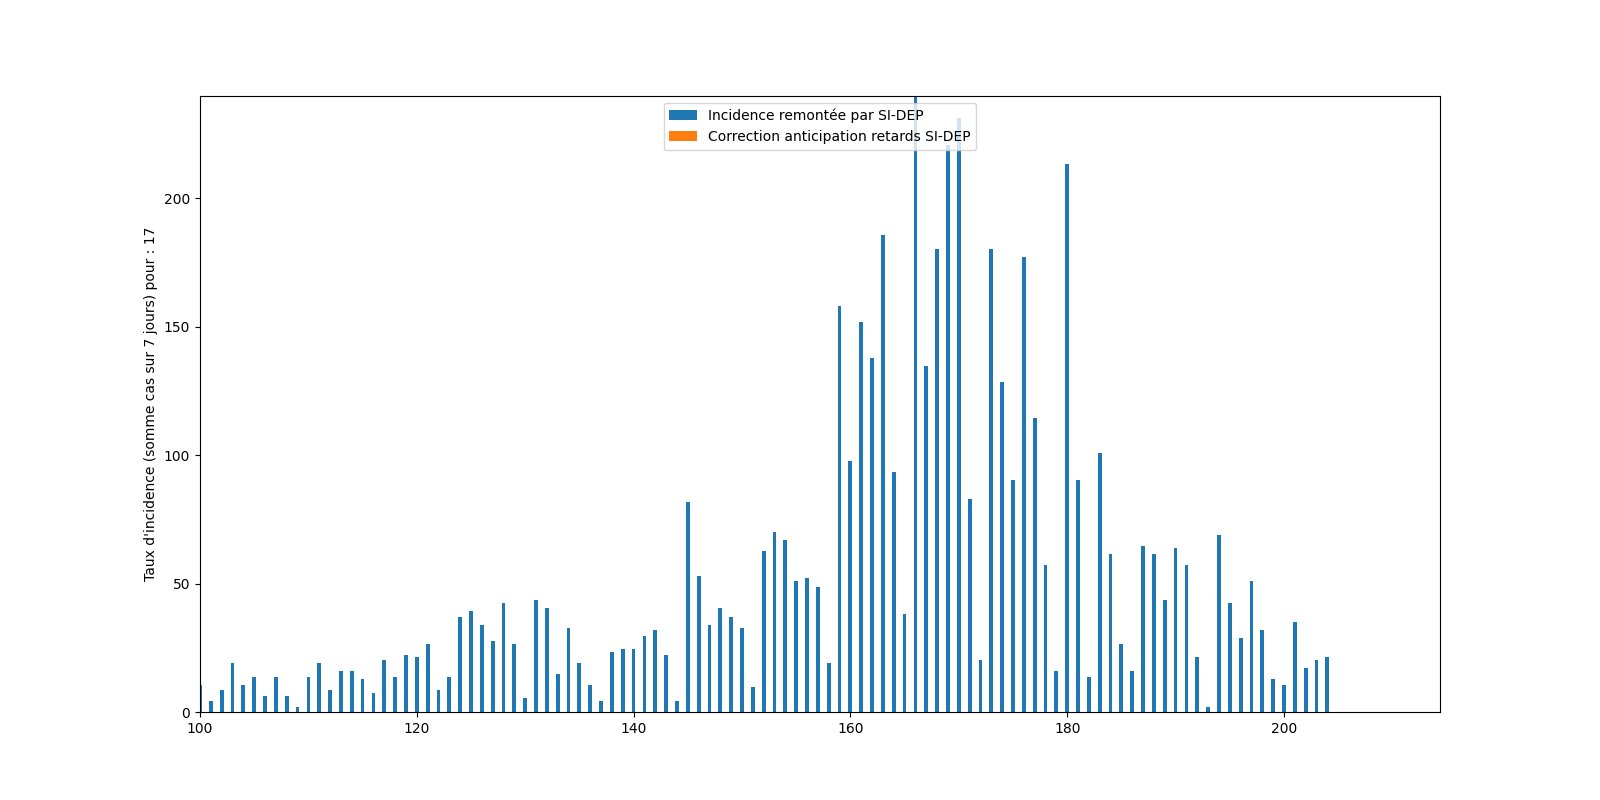 Incidence remontée par SI-DEP
Correction anticipation retards SI-DEP
Taux d'incidence (somme cas sur 7 jours) pour : 17
200
150
100
50
0
100 120 140 160 180 200